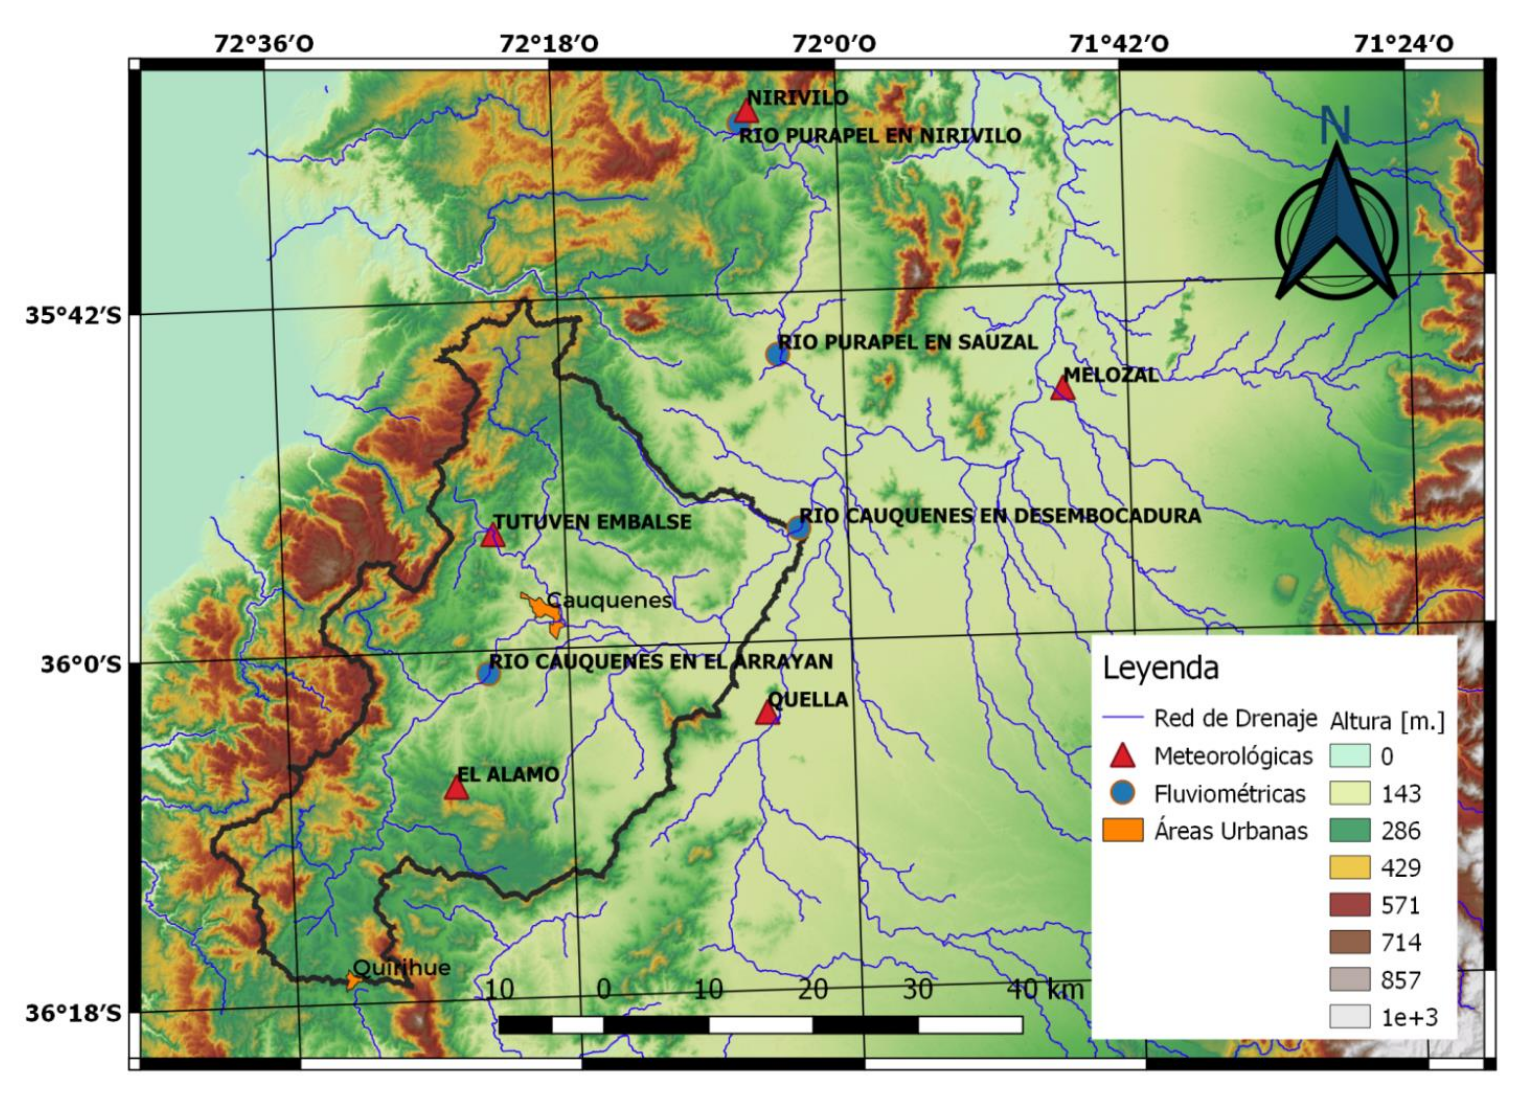 72°36'O 72°18'O 72°0'O 71°42'O 71°24'O
NIRIVILO
N
RIO PURAPEL EN NIRIVILO
35°42'S
RIO PURAPEL EN SAUZAL
MELOZAL
RIO CAUQUENES EN DESEMBOCADURA
TUTUVEN EMBALSE
Cauquenes
36°0'S
RIO CAUQUENES EN EL ARRAYAN
QUELLA
EL ALAMO
Quirihue
36°18'S
10 0 10 20 30 40 km
Leyenda
Red de Drenaje
Meteorológicas
Fluviométricas
Áreas Urbanas
Altura [m.]
0
143
286
429
571
714
857
1e+3